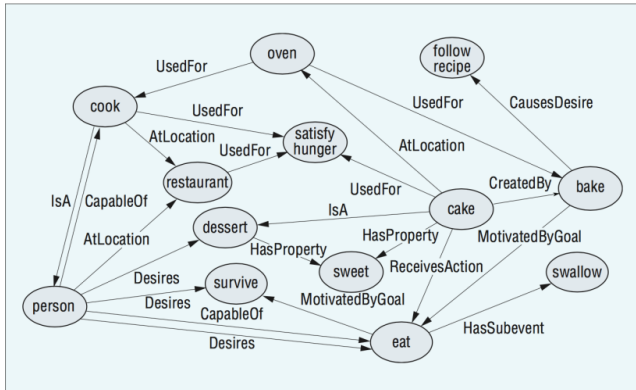 oven
follow
recipe
UsedFor
cook
UsedFor
UsedFor
CausesDesire
AtLocation
satisfy
hunger
AtLocation
UsedFor
restaurant
UsedFor
CreatedBy
bake
IsA
CapableOf
IsA
cake
AtLocation
dessert
HasProperty
MotivatedByGoal
HasProperty
sweet
ReceivesAction
swallow
Desires
survive
MotivatedByGoal
person
Desires
CapableOf
HasSubevent
eat
Desires